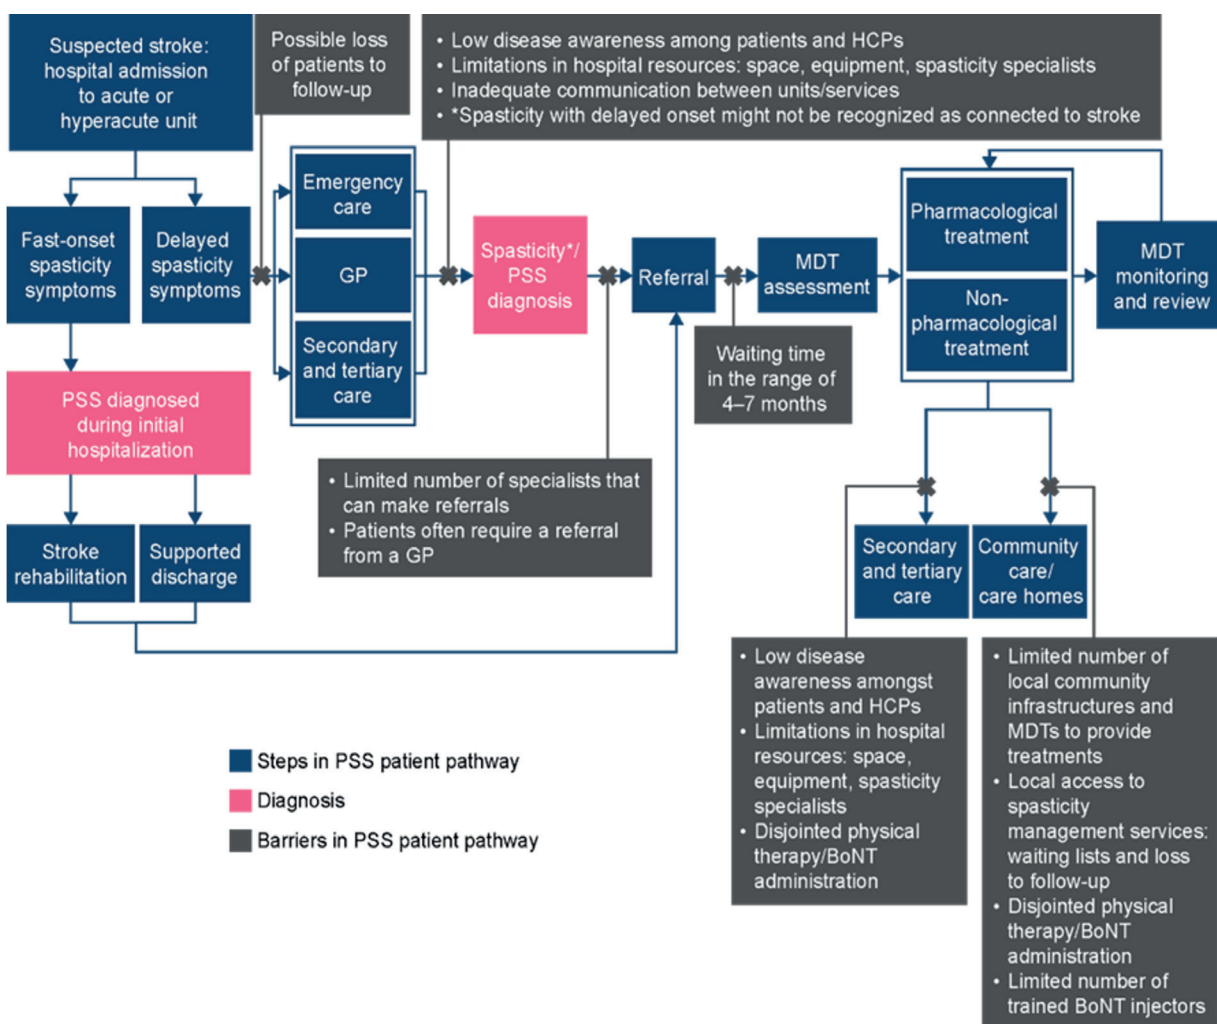 Suspected stroke:
hospital admission
to acute or
hyperacute unit
Possible loss
of patients to
follow-up
• Low disease awareness among patients and HCPs
• Limitations in hospital resources: space, equipment, spasticity specialists
• Inadequate communication between units/services
• *Spasticity with delayed onset might not be recognized as connected to stroke
Fast-onset
spasticity
symptoms
Delayed
spasticity
symptoms
Emergency
care
GP
Secondary
and tertiary
care
Spasticity*/
PSS
diagnosis
Referral
MDT
assessment
Pharmacological
treatment
Non-
pharmacological
treatment
MDT
monitoring
and review
Waiting time
in the range of
4–7 months
PSS diagnosed
during initial
hospitalization
• Limited number of specialists that
can make referrals
• Patients often require a referral
from a GP
Stroke
rehabilitation
Supported
discharge
Secondary
and tertiary
care
Community
care/
care homes
• Low disease
awareness amongst
patients and HCPs
• Limitations in hospital
resources: space,
equipment, spasticity
specialists
• Disjointed physical
therapy/BoNT
administration
• Limited number of
local community
infrastructures and
MDTs to provide
treatments
• Local access to
spasticity
management services:
waiting lists and loss
to follow-up
• Disjointed physical
therapy/BoNT
administration
• Limited number of
trained BoNT injectors
Steps in PSS patient pathway
Diagnosis
Barriers in PSS patient pathway